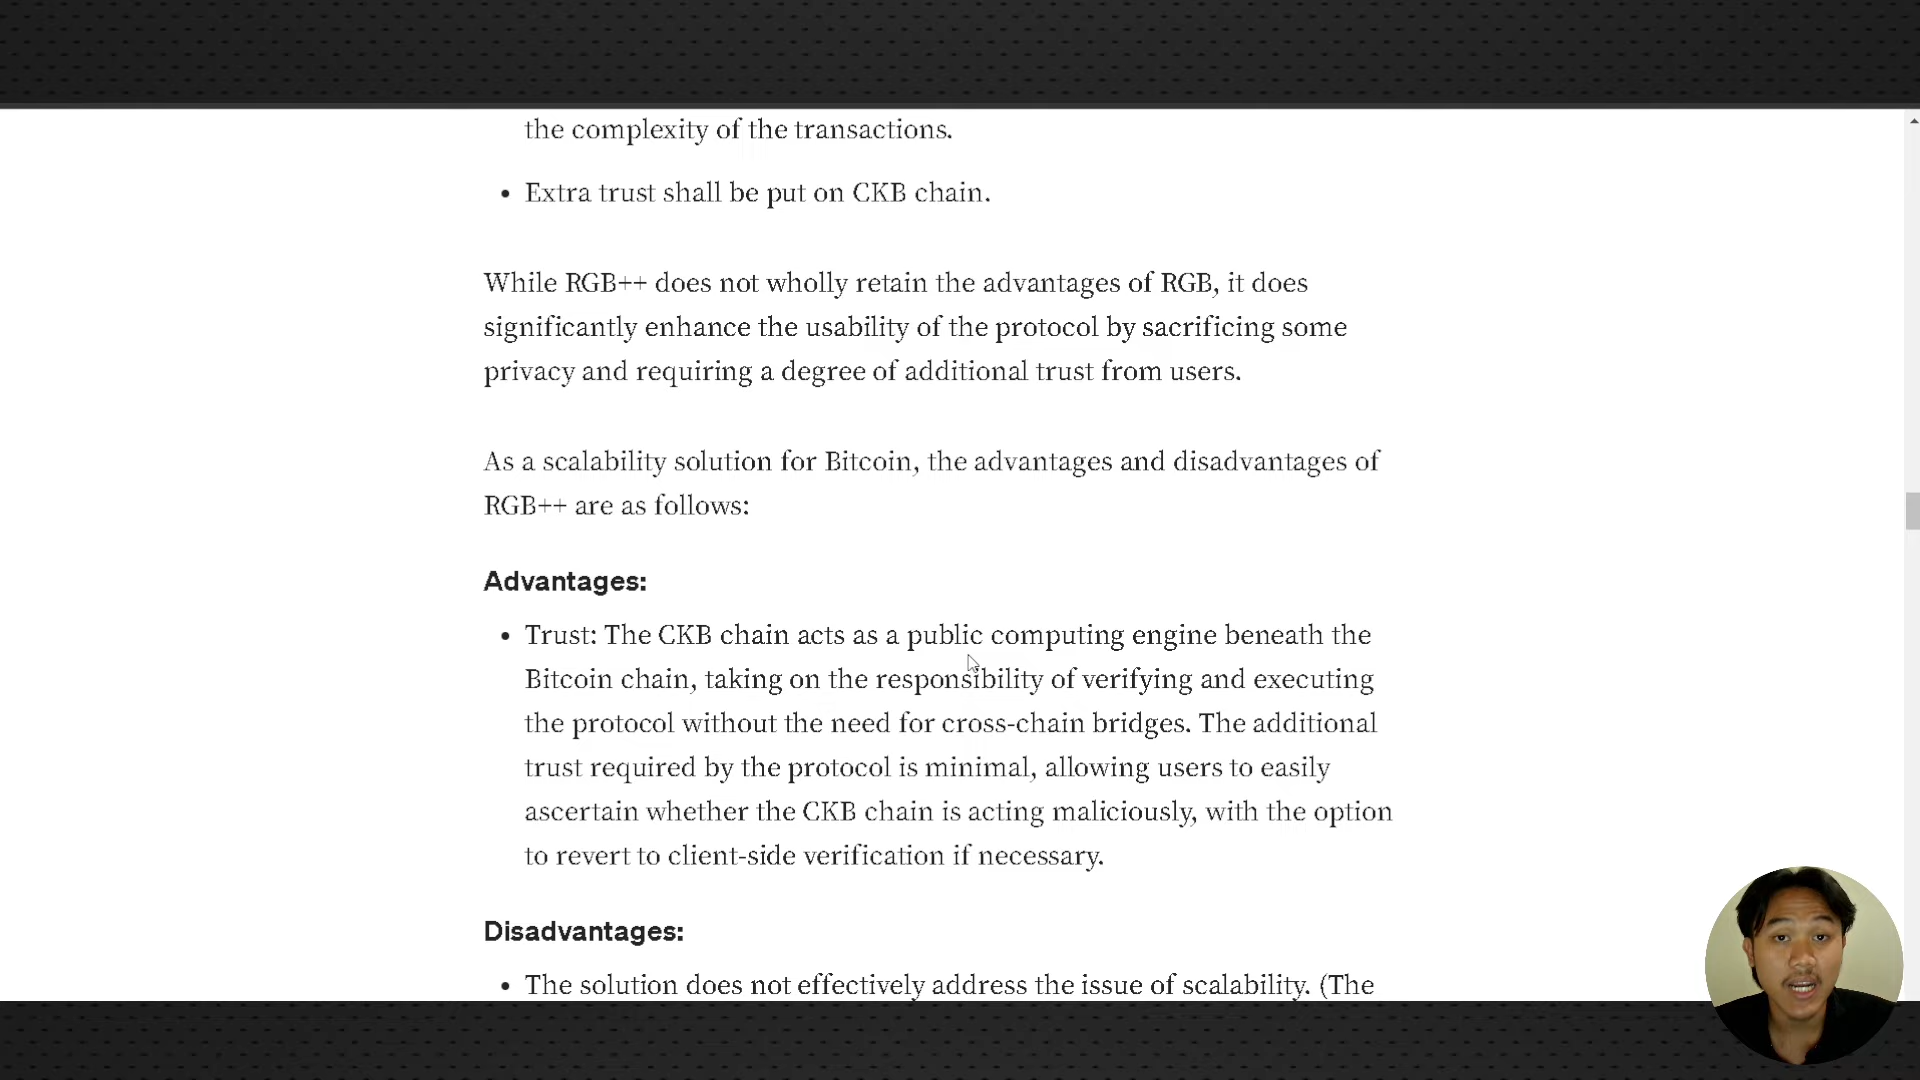 the complexity of the transactions.
• Extra trust shall be put on CKB chain.
While RGB++ does not wholly retain the advantages of RGB, it does
significantly enhance the usability of the protocol by sacrificing some
privacy and requiring a degree of additional trust from users.
As a scalability solution for Bitcoin, the advantages and disadvantages of
RGB++ are as follows:
Advantages:
• Trust: The CKB chain acts as a public computing engine beneath the
Bitcoin chain, taking on the responsibility of verifying and executing
the protocol without the need for cross-chain bridges. The additional
trust required by the protocol is minimal, allowing users to easily
ascertain whether the CKB chain is acting maliciously, with the option
to revert to client-side verification if necessary.
Disadvantages:
• The solution does not effectively address the issue of scalability. (The